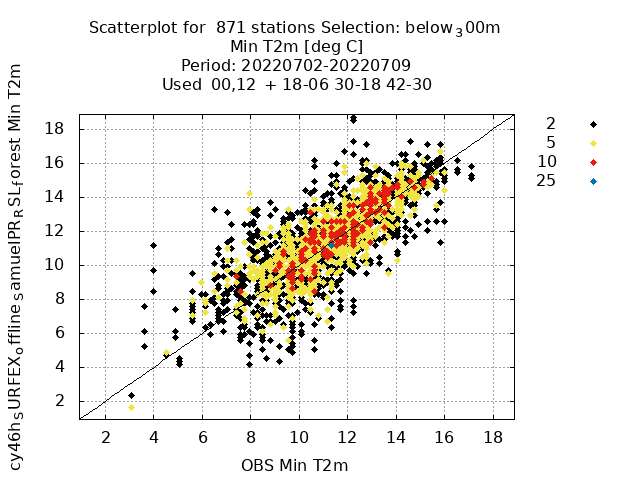 Scatterplot for 871 stations Selection: below₃00m
Min T2m [deg C]
Period: 20220702-20220709
Used 00,12 + 18-06 30-18 42-30
cy46h₅URFEXₒffline₅amuelPRᵣSL_forest Min T2m
18
16
14
12
10
8
6
4
2
2 4 6 8 10 12 14 16 18
OBS Min T2m
2
5
10
25